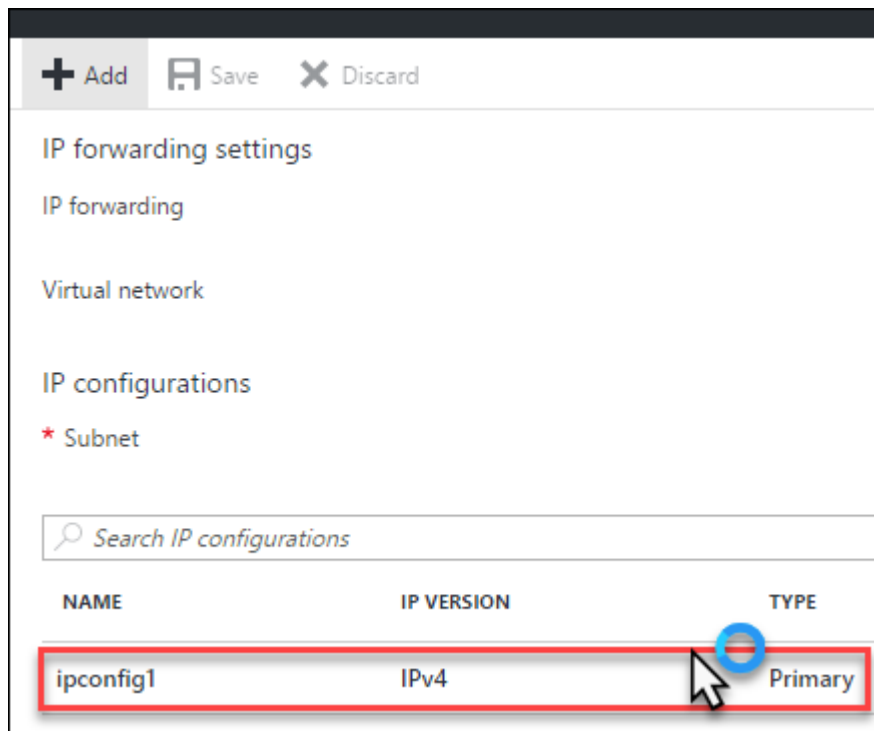 Add Save Discard
IP forwarding settings
IP forwarding
Virtual network
IP configurations
* Subnet
Search IP configurations
NAME IP VERSION TYPE
ipconfig1 IPv4 Primary